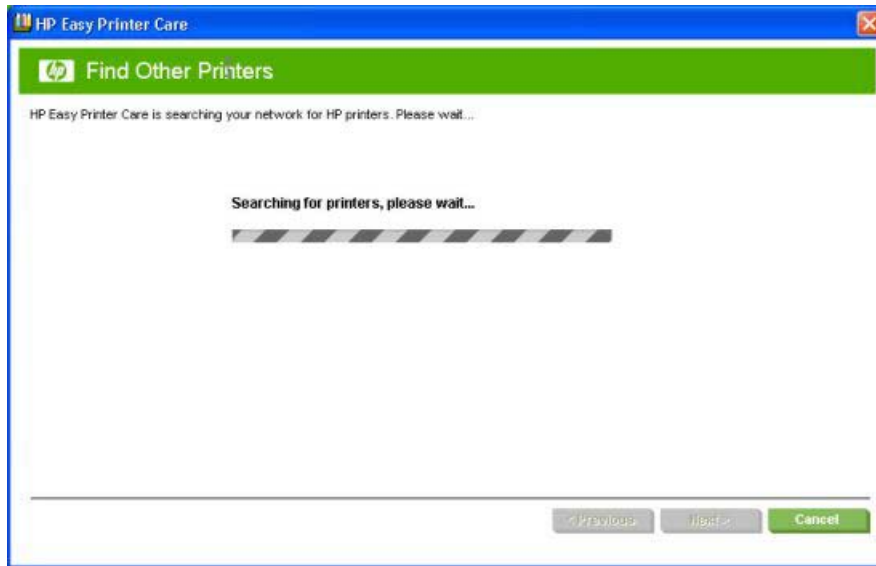 HP Easy Printer Care
hp Find Other Printers
HP Easy Printer Care is searching your network for HP printers. Please wait...
Searching for printers, please wait...
< Previous Next > Cancel